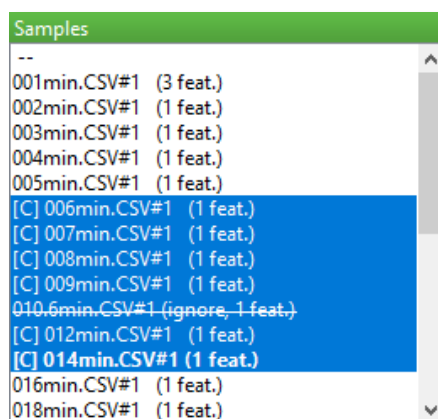 Samples
--
001min.CSV#1 (3 feat.)
002min.CSV#1 (1 feat.)
003min.CSV#1 (1 feat.)
004min.CSV#1 (1 feat.)
005min.CSV#1 (1 feat.)
[C] 006min.CSV#1 (1 feat.)
[C] 007min.CSV#1 (1 feat.)
[C] 008min.CSV#1 (1 feat.)
[C] 009min.CSV#1 (1 feat.)
010.6min.CSV#1 (ignore, 1 feat.)
[C] 012min.CSV#1 (1 feat.)
[C] 014min.CSV#1 (1 feat.)
016min.CSV#1 (1 feat.)
018min.CSV#1 (1 feat.)